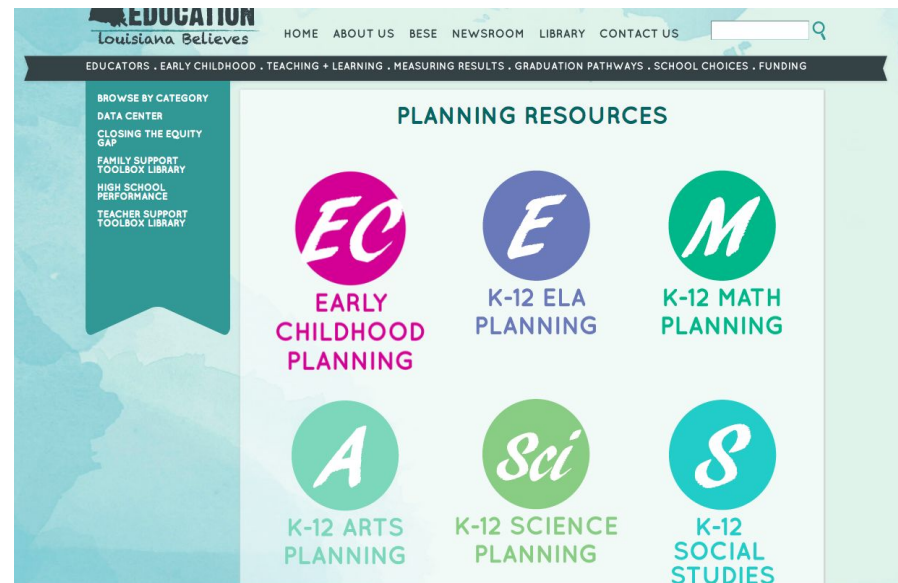 EDUCATION
Louisiana Believes
HOME ABOUT US BESE NEWSROOM LIBRARY CONTACT US
EDUCATORS . EARLY CHILDHOOD . TEACHING + LEARNING . MEASURING RESULTS . GRADUATION PATHWAYS . SCHOOL CHOICES . FUNDING
BROWSE BY CATEGORY
DATA CENTER
CLOSING THE EQUITY
GAP
FAMILY SUPPORT
TOOLBOX LIBRARY
HIGH SCHOOL
PERFORMANCE
TEACHER SUPPORT
TOOLBOX LIBRARY
PLANNING RESOURCES
EC
EARLY
CHILDHOOD
PLANNING
E
K-12 ELA
PLANNING
M
K-12 MATH
PLANNING
A
K-12 ARTS
PLANNING
Sci
K-12 SCIENCE
PLANNING
S
K-12
SOCIAL
STUDIES